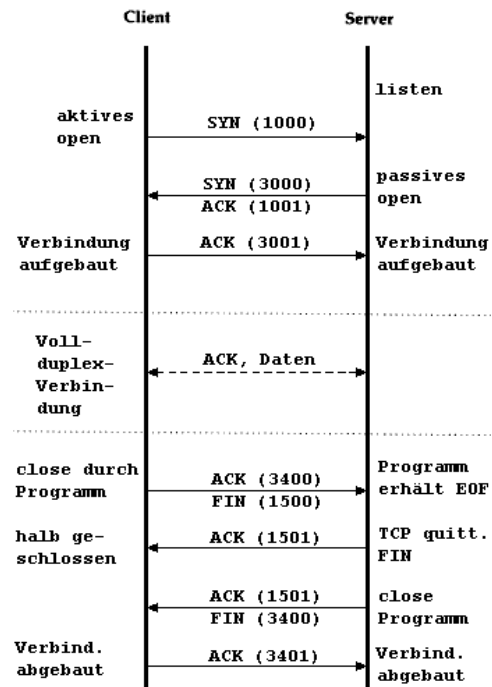 Client Server
listen
aktives
open
SYN (1000)
SYN (3000)
ACK (1001)
passives
open
Verbindung
aufgebaut
ACK (3001)
Verbindung
aufgebaut
Voll-
duplex-
Verbin-
dung
ACK, Daten
close durch
Programm
ACK (3400)
FIN (1500)
Programm
erhält EOF
halb ge-
schlossen
ACK (1501)
TCP quitt.
FIN
ACK (1501)
FIN (3400)
close
Programm
Verbind.
abgebaut
ACK (3401)
Verbind.
abgebaut